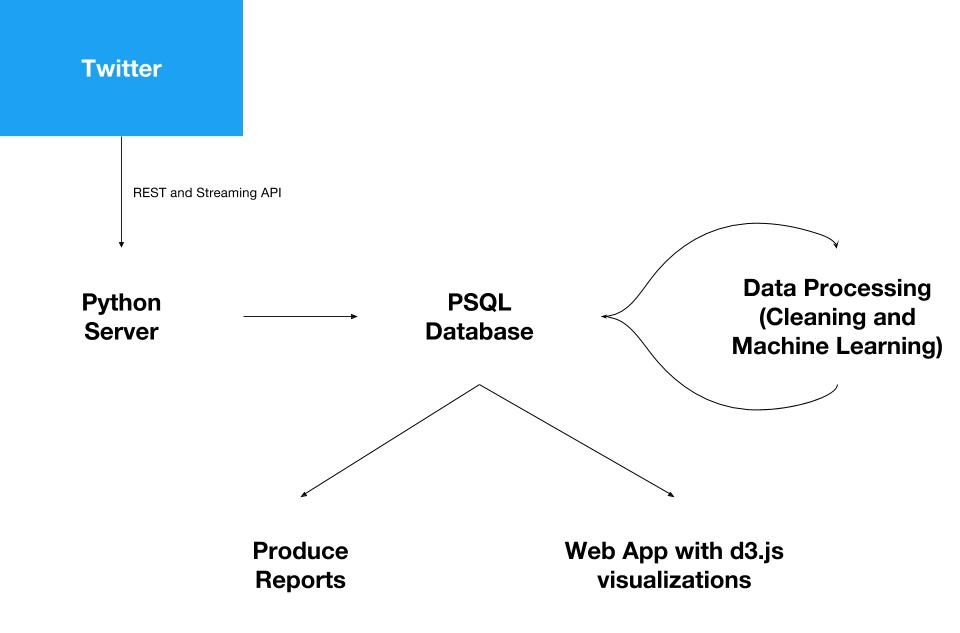 Twitter
REST and Streaming API
Python
Server
PSQL
Database
Data Processing
(Cleaning and
Machine Learning)
Produce
Reports
Web App with d3.js
visualizations